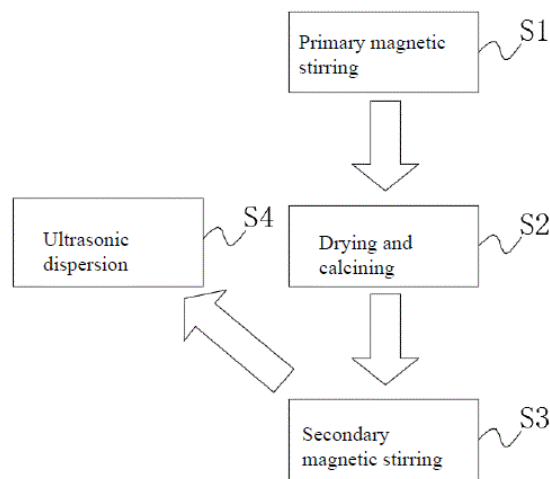 Primary magnetic
stirring
S1
Drying and
calcining
S2
Secondary
magnetic stirring
S3
Ultrasonic
dispersion
S4